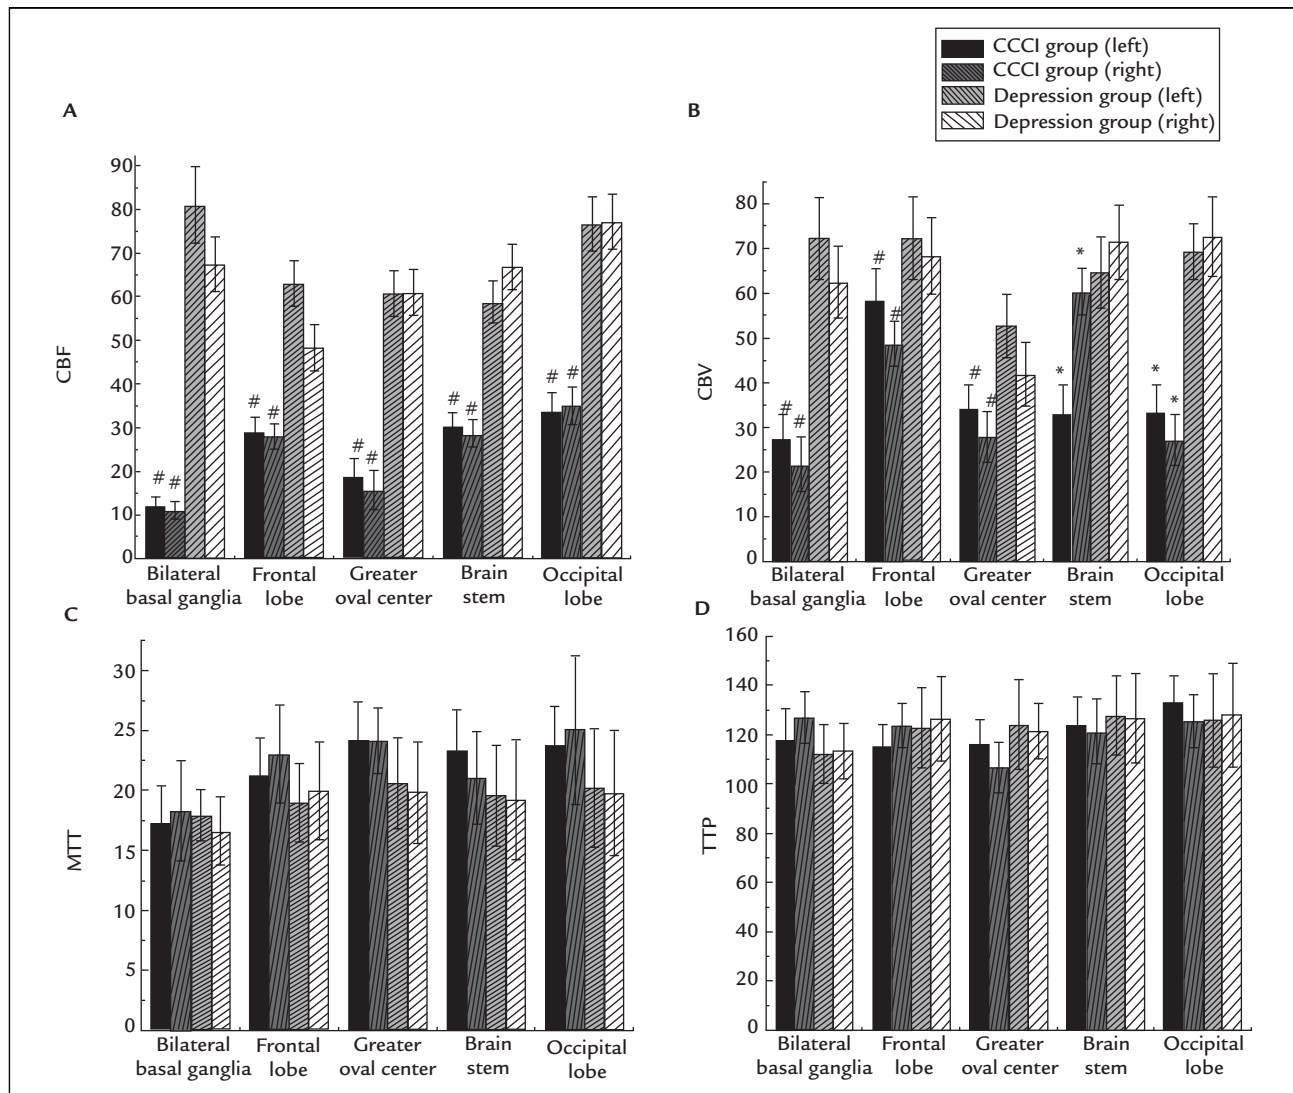 CCCI group (left)
CCCI group (right)
Depression group (left)
Depression group (right)
A
CBF
90
80
70
60
50
40
30
20
10
0
# # # # # # # # # #
Bilateral basal ganglia
Frontal lobe
Greater oval center
Brain stem
Occipital lobe
B
CBV
80
70
60
50
40
30
20
10
0
# # # # # # * * * *
Bilateral basal ganglia
Frontal lobe
Greater oval center
Brain stem
Occipital lobe
C
MTT
30
25
20
15
10
5
0
Bilateral basal ganglia
Frontal lobe
Greater oval center
Brain stem
Occipital lobe
D
TTP
160
140
120
100
80
60
40
20
0
Bilateral basal ganglia
Frontal lobe
Greater oval center
Brain stem
Occipital lobe